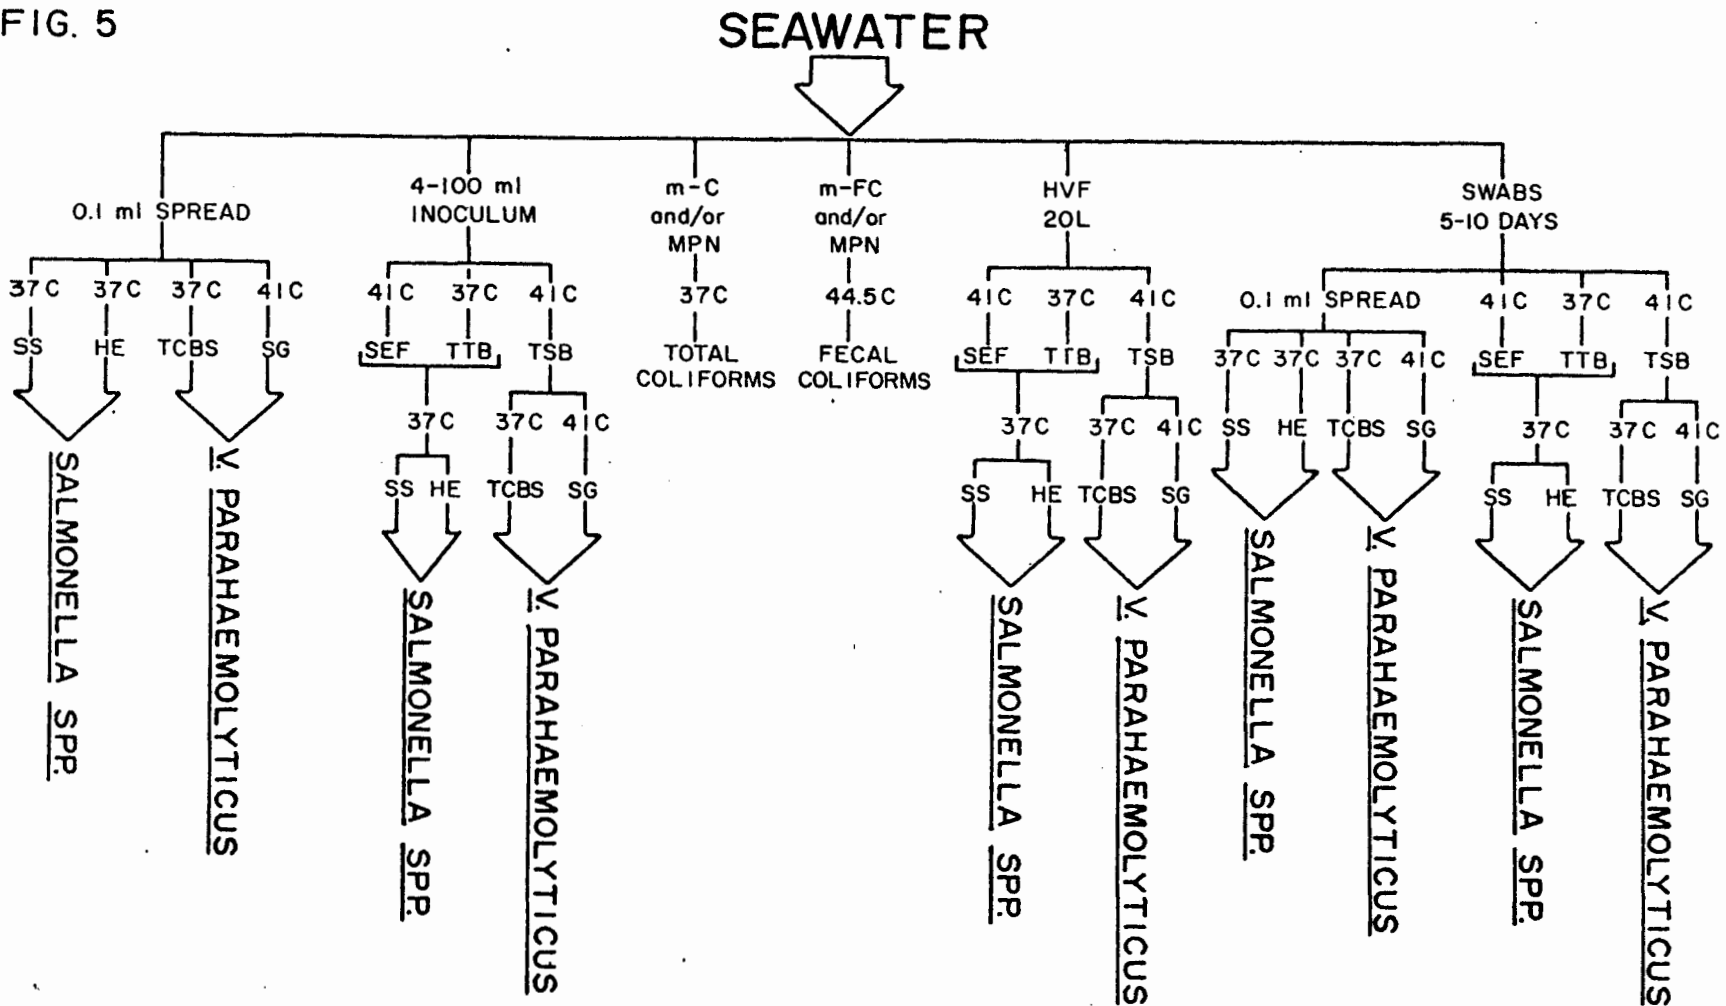 FIG. 5
SEAWATER
0.1 ml SPREAD
37C 37C 37C 41C
SS HE TCBS SG
SALMONELLA SPP.
V. PARAHAEMOLYTICUS
4-100 ml
INOCULUM
41C 37C 41C
SEF TTB TSB
37C 37C 41C
SS HE TCBS SG
SALMONELLA SPP.
V. PARAHAEMOLYTICUS
m-C
and/or
MPN
37C
TOTAL
COLIFORMS
m-FC
and/or
MPN
44.5C
FECAL
COLIFORMS
HVF
20L
41C 37C 41C
SEF TTB TSB
37C 37C 41C
SS HE TCBS SG
SALMONELLA SPP.
V. PARAHAEMOLYTICUS
SWABS
5-10 DAYS
0.1 ml SPREAD
37C 37C 37C 41C
SS HE TCBS SG
SALMONELLA SPP.
V. PARAHAEMOLYTICUS
41C 37C 41C
SEF TTB TSB
37C 37C 41C
SS HE TCBS SG
SALMONELLA SPP.
V. PARAHAEMOLYTICUS